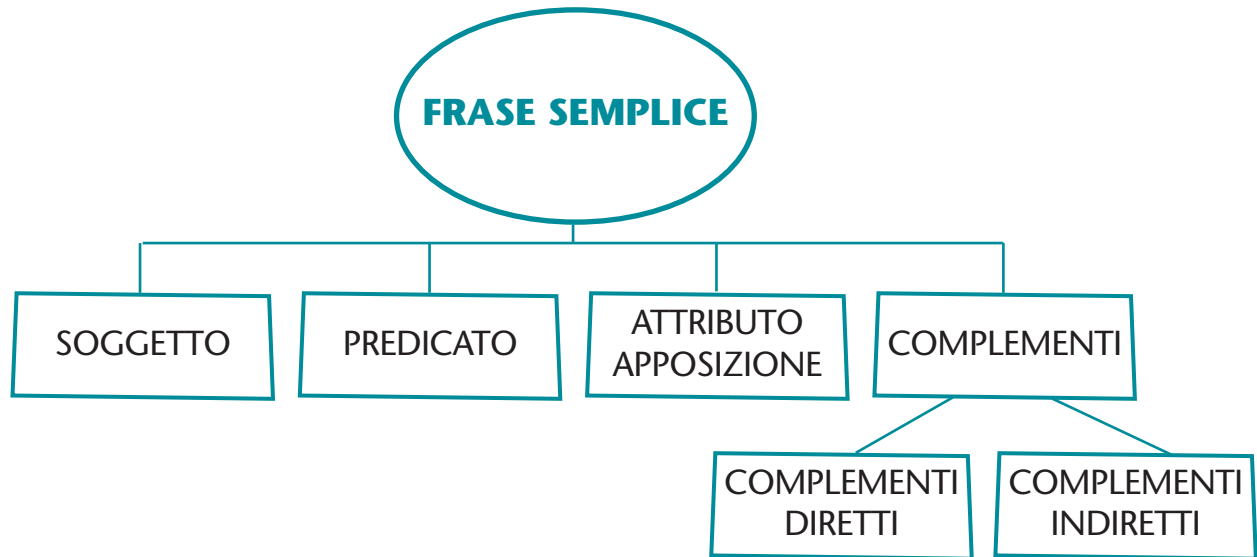 FRASE SEMPLICE
SOGGETTO
PREDICATO
ATTRIBUTO
APPOSIZIONE
COMPLEMENTI
COMPLEMENTI
DIRETTI
COMPLEMENTI
INDIRETTI